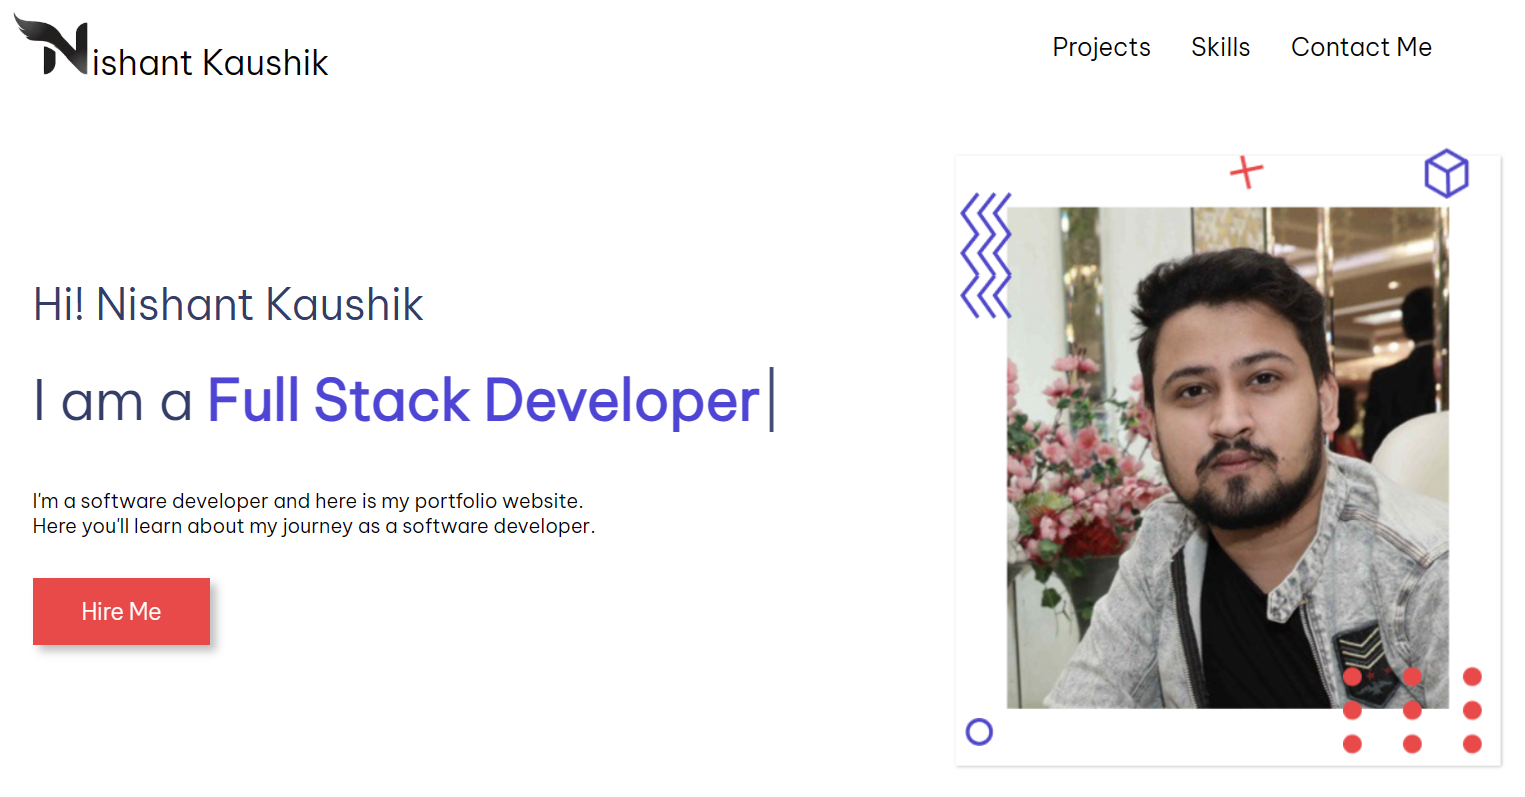 Nishant Kaushik
Projects Skills Contact Me
Hi! Nishant Kaushik
I am a Full Stack Developer
I'm a software developer and here is my portfolio website.
Here you'll learn about my journey as a software developer.
Hire Me